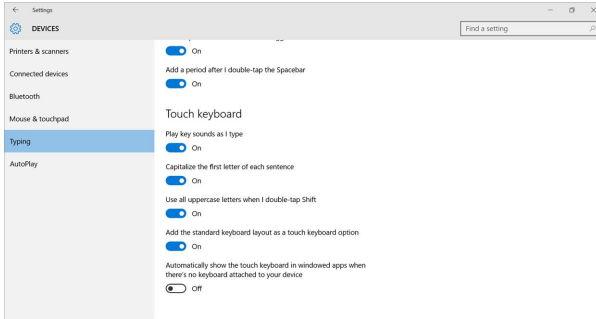 Settings
DEVICES
Find a setting
Printers & scanners
Connected devices
Bluetooth
Mouse & touchpad
Typing
AutoPlay
On
Add a period after I double-tap the Spacebar
On
Touch keyboard
Play key sounds as I type
On
Capitalize the first letter of each sentence
On
Use all uppercase letters when I double-tap Shift
On
Add the standard keyboard layout as a touch keyboard option
On
Automatically show the touch keyboard in windowed apps when
there's no keyboard attached to your device
Off